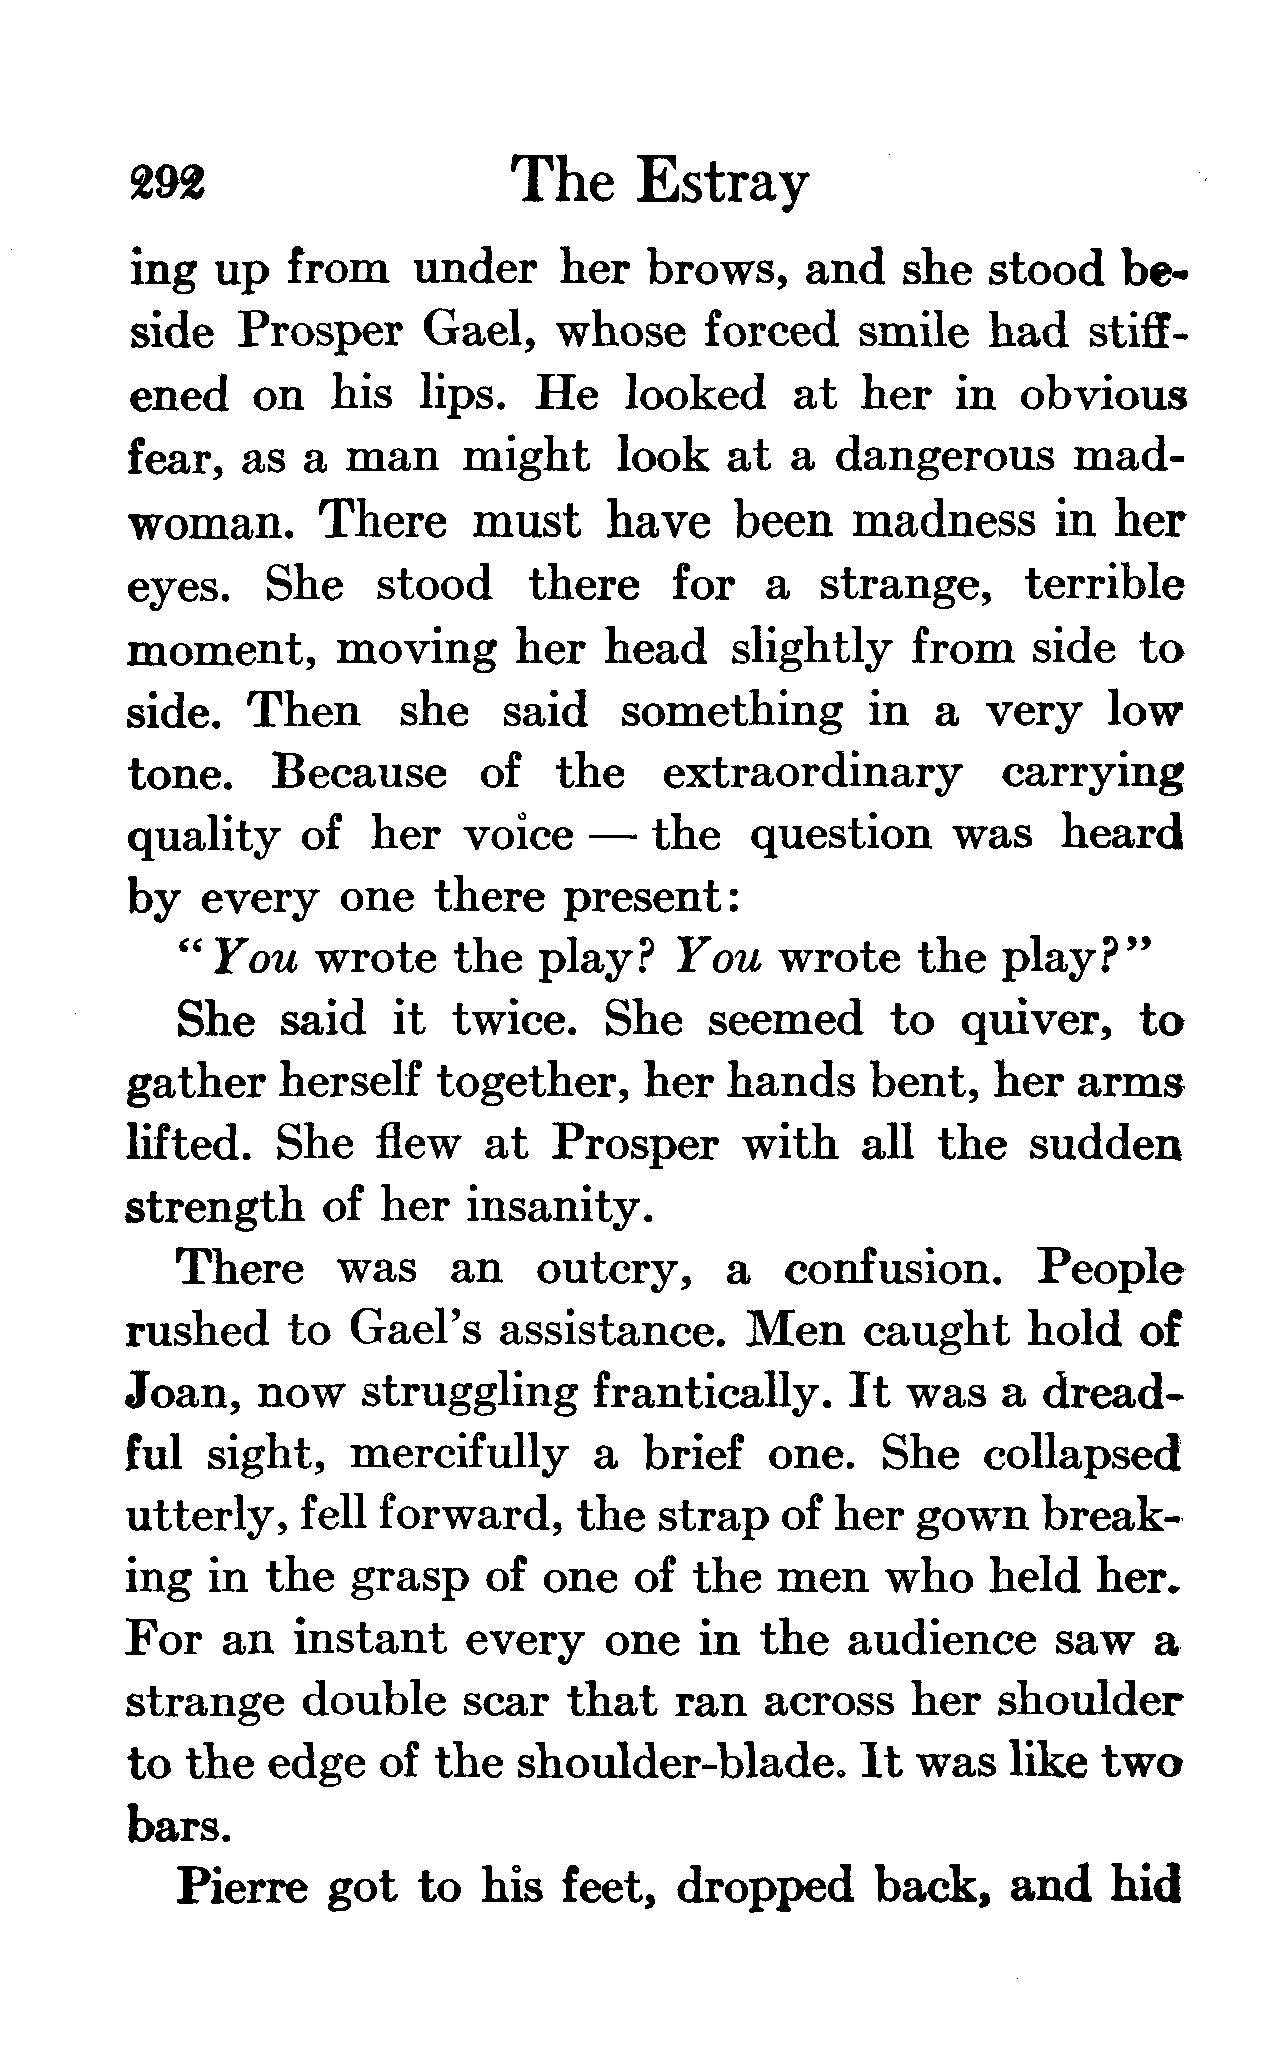 292 The Estray
ing up from under her brows, and she stood be-
side Prosper Gael, whose forced smile had stiff-
ened on his lips. He looked at her in obvious
fear, as a man might look at a dangerous mad-
woman. There must have been madness in her
eyes. She stood there for a strange, terrible
moment, moving her head slightly from side to
side. Then she said something in a very low
tone. Because of the extraordinary carrying
quality of her voice — the question was heard
by every one there present:
"You wrote the play? You wrote the play?"
She said it twice. She seemed to quiver, to
gather herself together, her hands bent, her arms
lifted. She flew at Prosper with all the sudden
strength of her insanity.
There was an outcry, a confusion. People
rushed to Gael's assistance. Men caught hold of
Joan, now struggling frantically. It was a dread-
ful sight, mercifully a brief one. She collapsed
utterly, fell forward, the strap of her gown break-
ing in the grasp of one of the men who held her.
For an instant every one in the audience saw a
strange double scar that ran across her shoulder
to the edge of the shoulder-blade. It was like two
bars.
Pierre got to his feet, dropped back, and hid